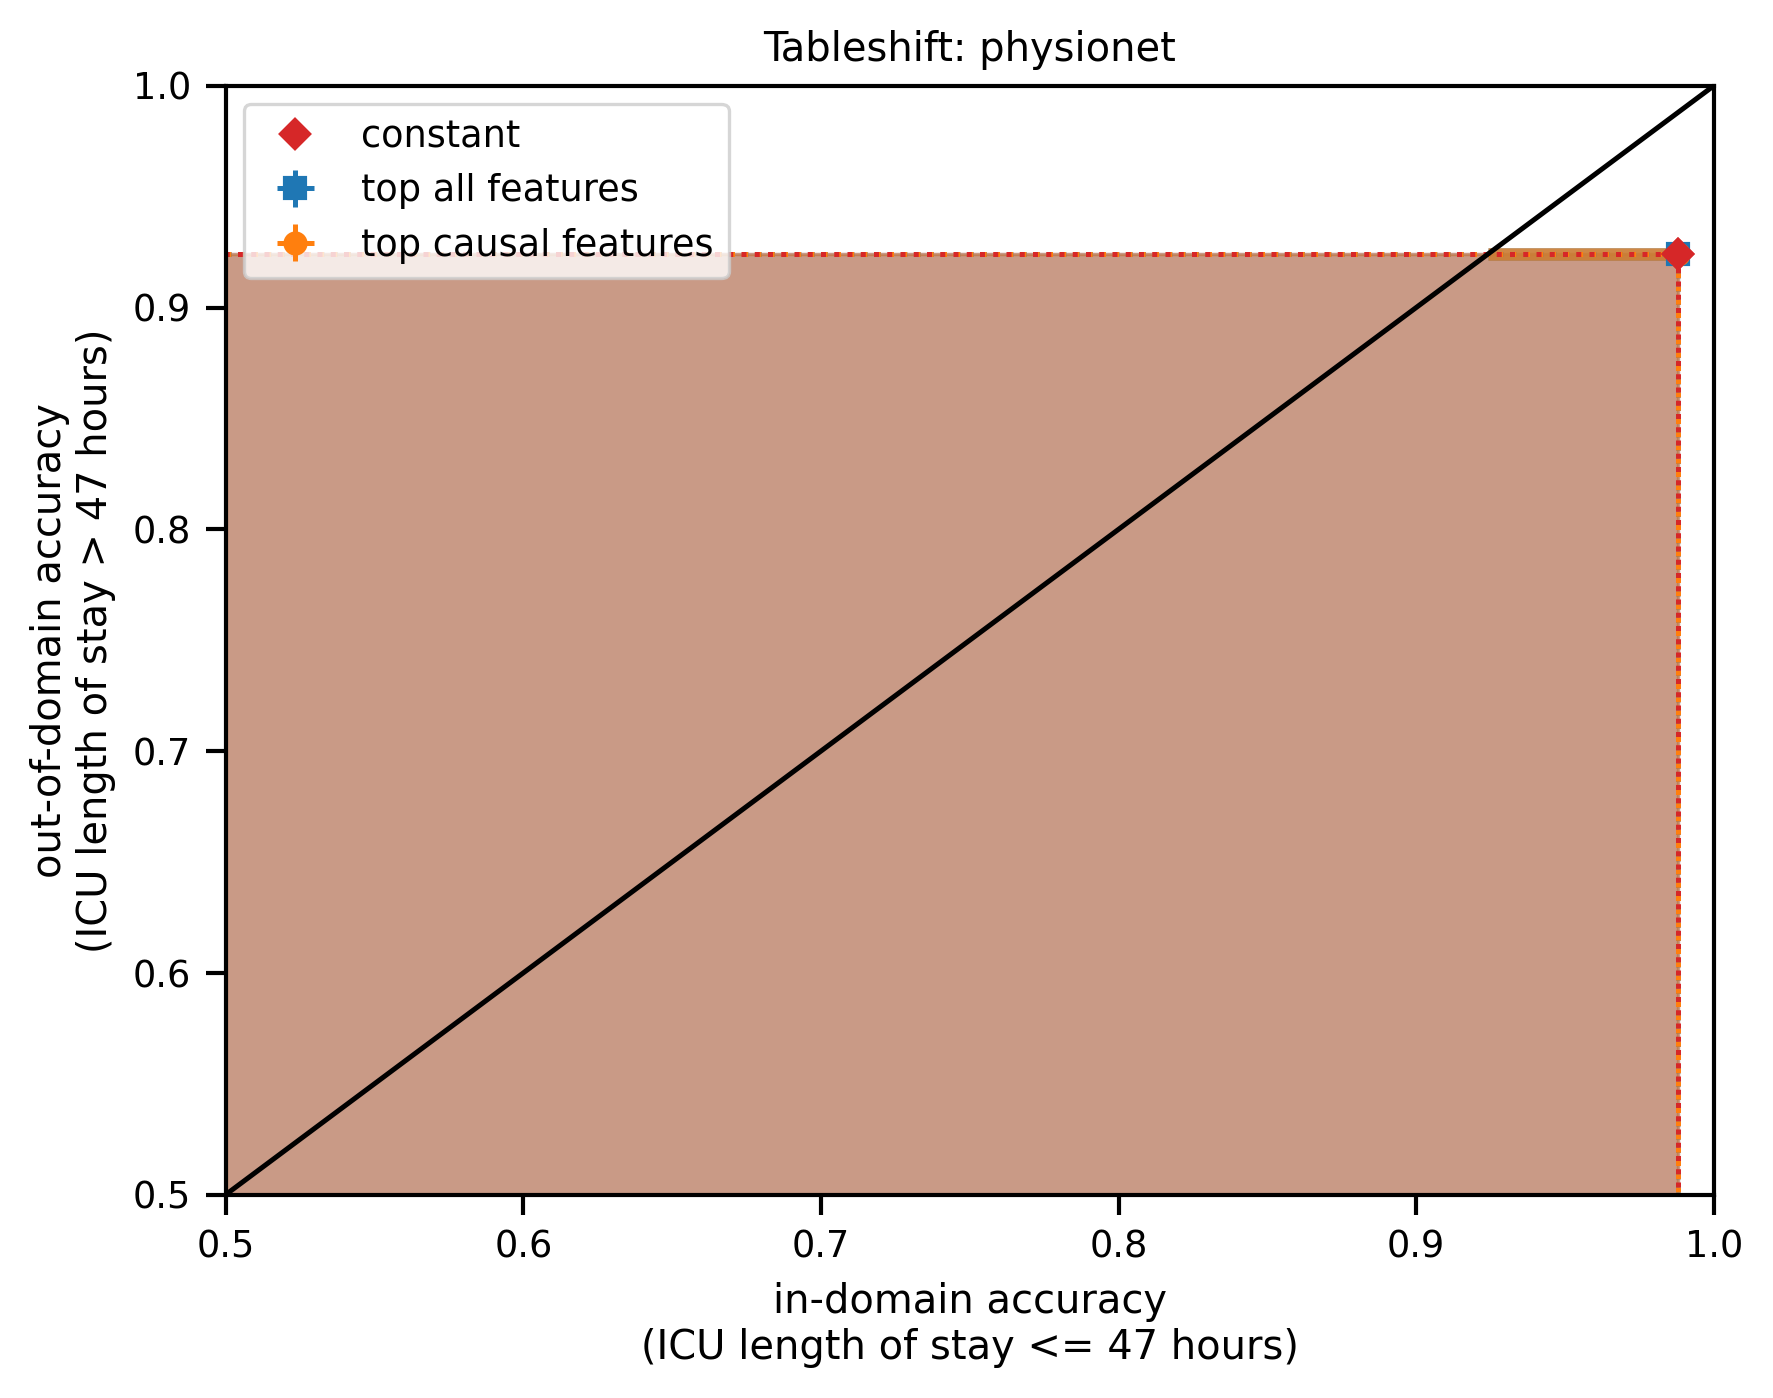 Tableshift: physionet
1.0
0.9
0.8
0.7
0.6
0.5
constant
top all features
top causal features
out-of-domain accuracy
(ICU length of stay > 47 hours)
0.5 0.6 0.7 0.8 0.9 1.0
in-domain accuracy
(ICU length of stay <= 47 hours)